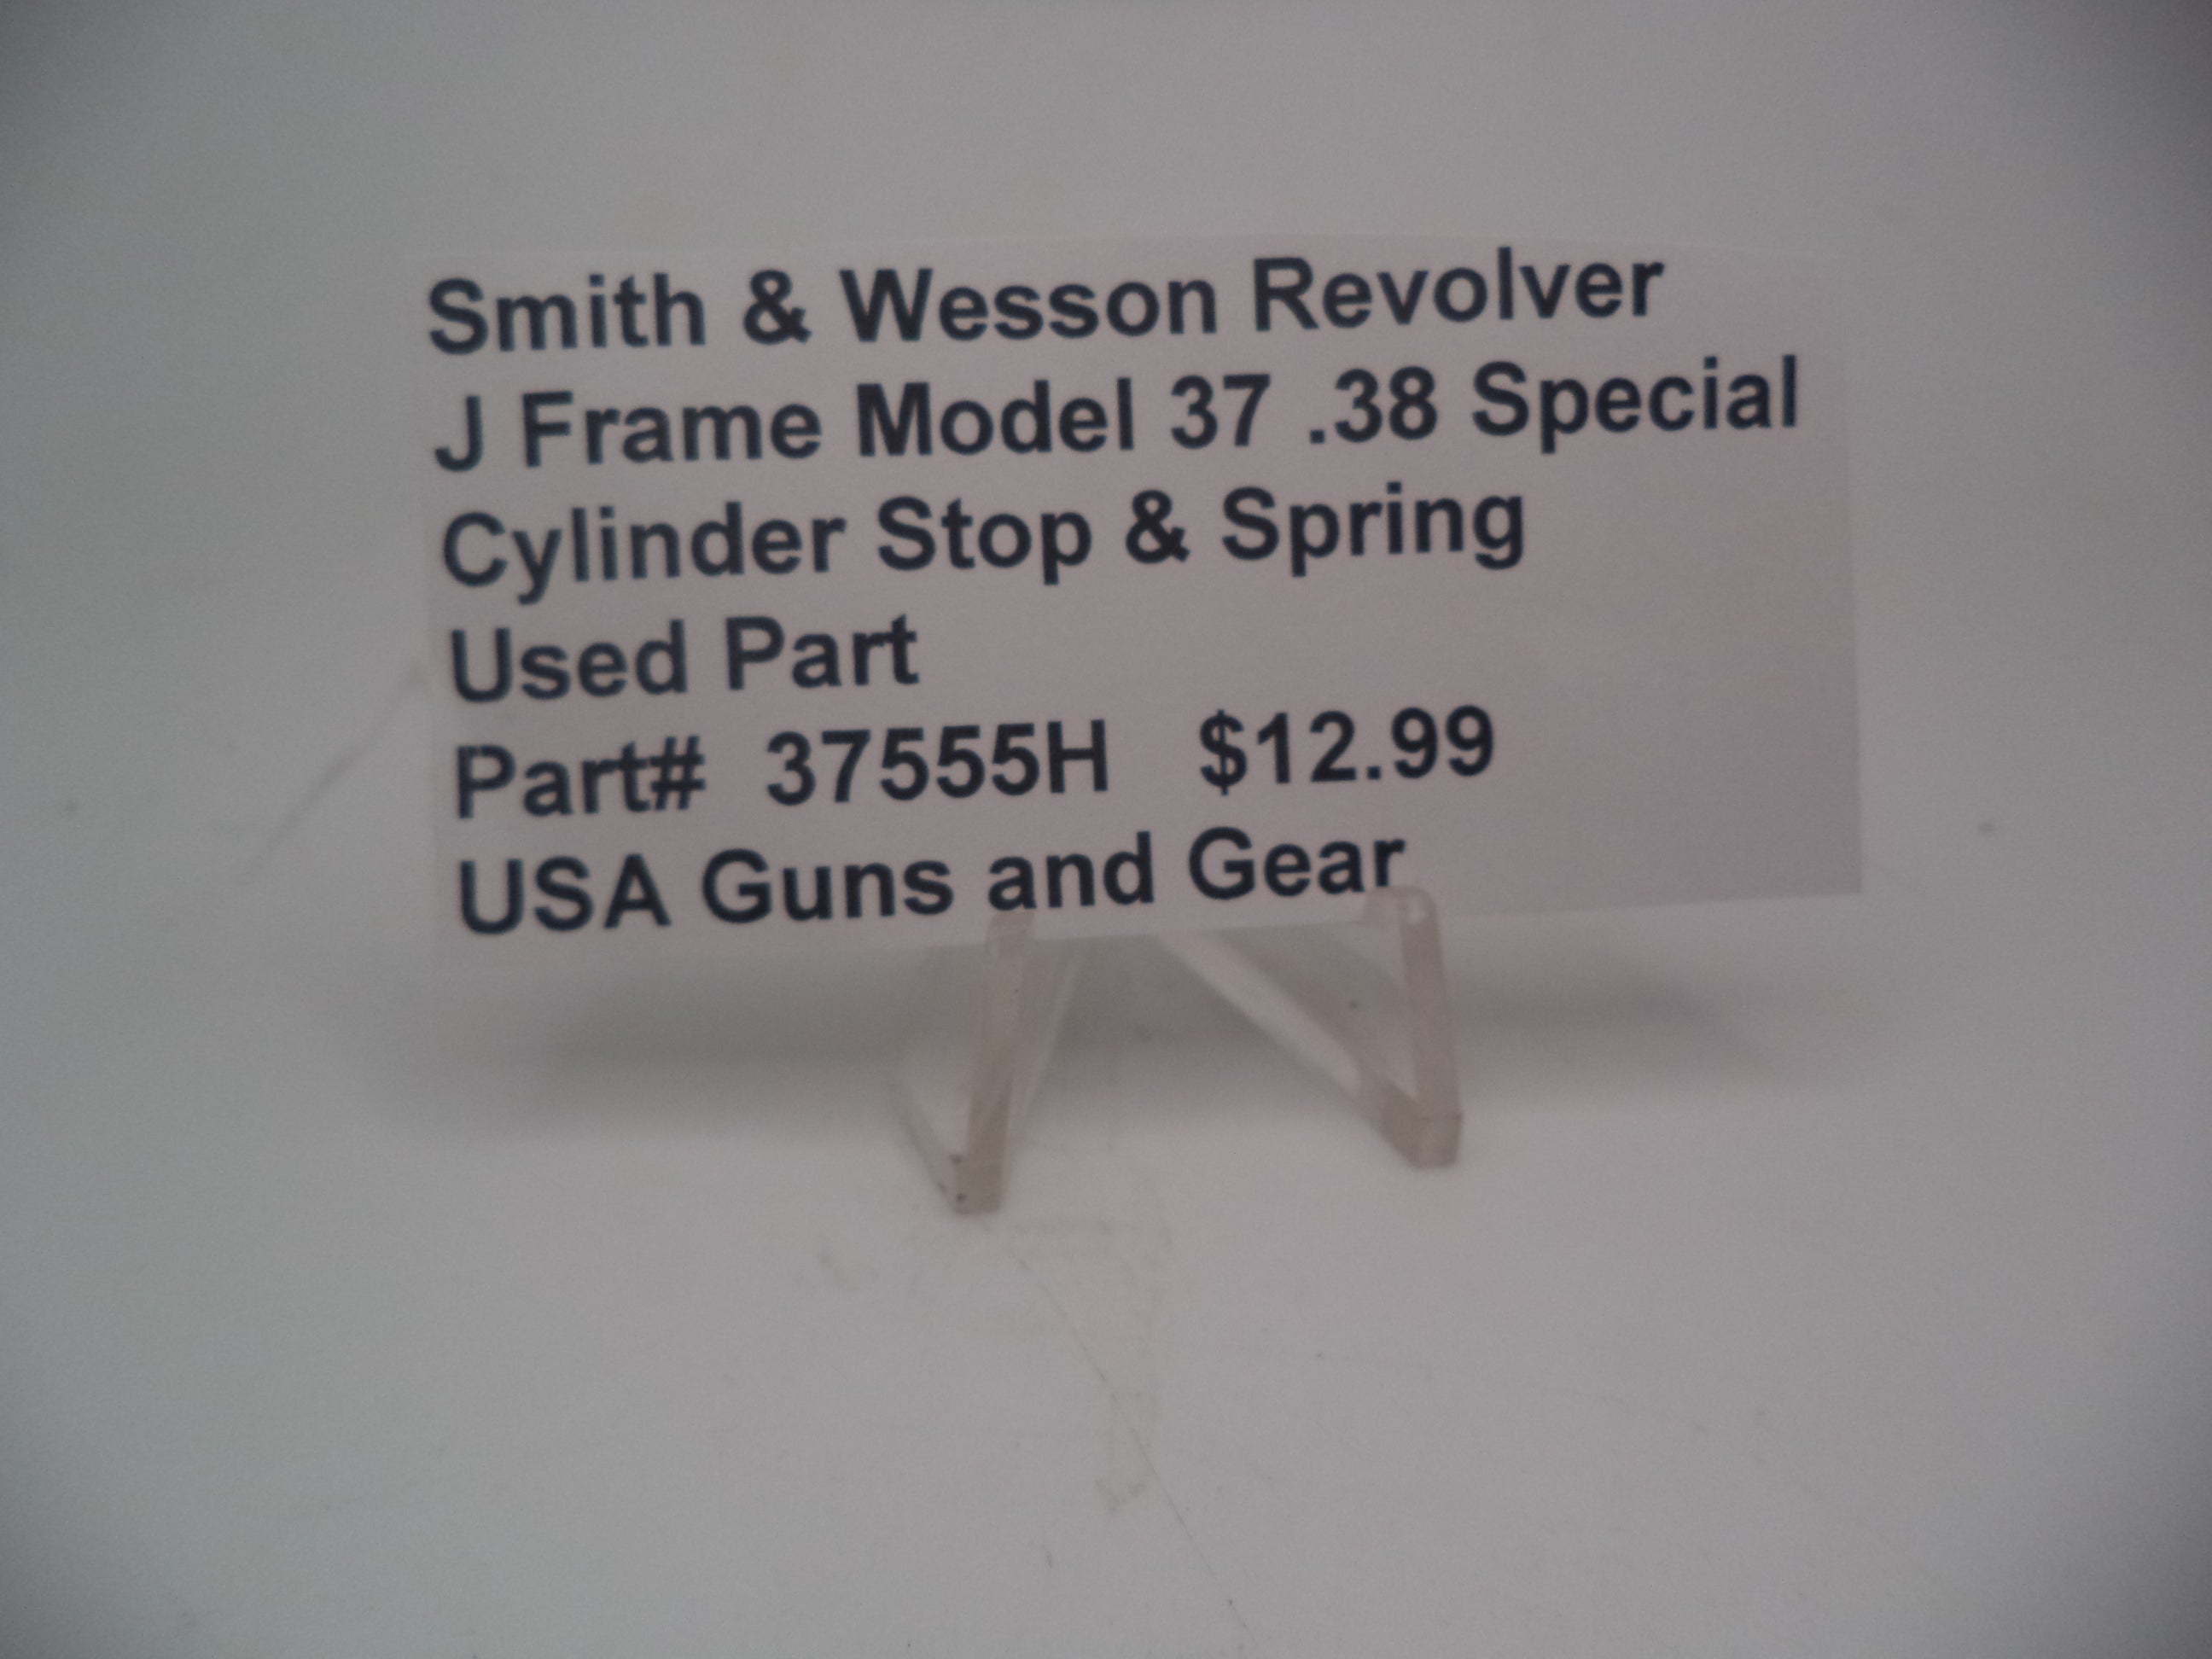 Smith & Wesson Revolver
J Frame Model 37 .38 Special
Cylinder Stop & Spring
Used Part
Part# 37555H $12.99
USA Guns and Gear